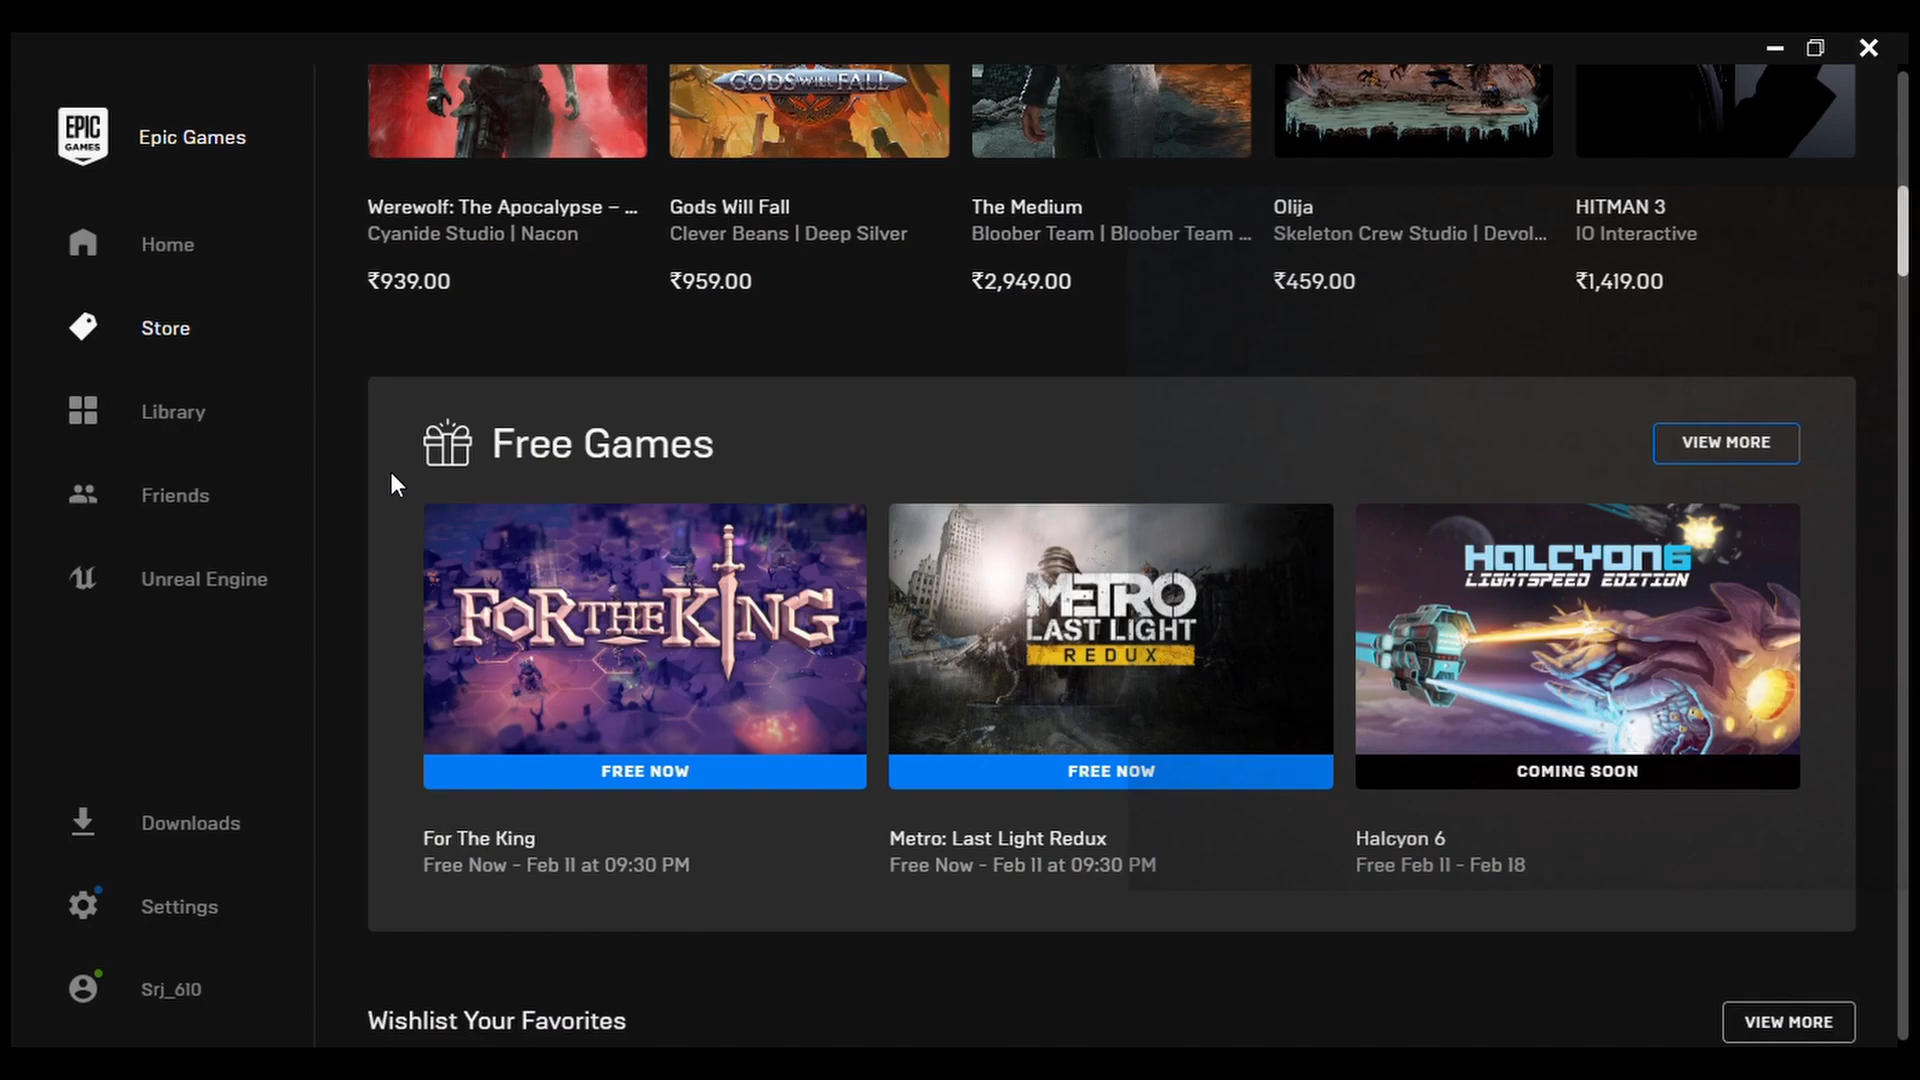 EPIC
GAMES
Epic Games
Home
Store
Library
Friends
Unreal Engine
Downloads
Settings
Srj_610
GODS WILL FALL
Werewolf: The Apocalypse – ...
Cyanide Studio | Nacon
₹939.00
Gods Will Fall
Clever Beans | Deep Silver
₹959.00
The Medium
Bloober Team | Bloober Team ...
₹2,949.00
Olija
Skeleton Crew Studio | Devol...
₹459.00
HITMAN 3
IO Interactive
₹1,419.00
Free Games
VIEW MORE
FOR THE KING
FREE NOW
For The King
Free Now - Feb 11 at 09:30 PM
METRO
LAST LIGHT
REDUX
FREE NOW
Metro: Last Light Redux
Free Now - Feb 11 at 09:30 PM
HALCYON6
LIGHTSPEED EDITION
COMING SOON
Halcyon 6
Free Feb 11 - Feb 18
Wishlist Your Favorites
VIEW MORE